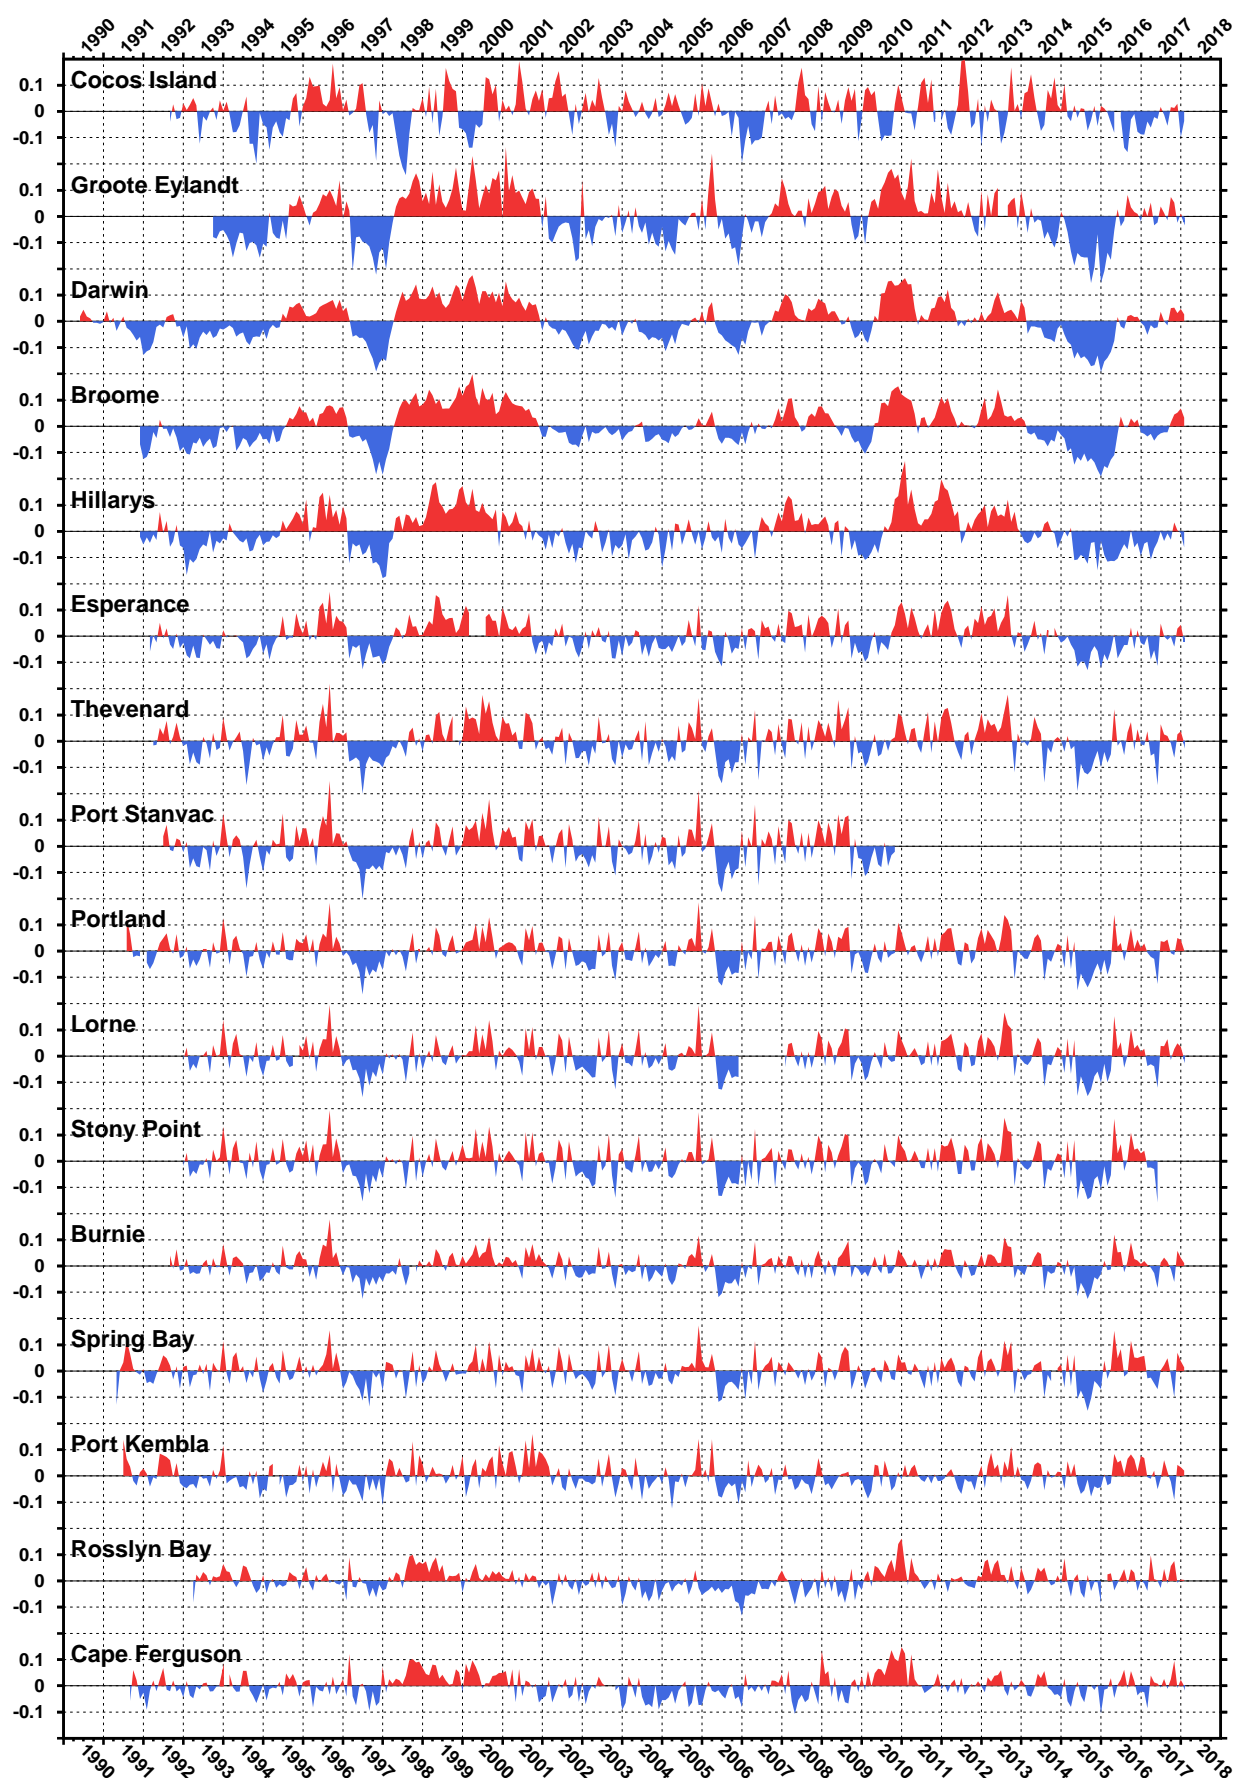 1990 1991 1992 1993 1994 1995 1996 1997 1998 1999 2000 2001 2002 2003 2004 2005 2006 2007 2008 2009 2010 2011 2012 2013 2014 2015 2016 2017 2018
Cocos Island
0.1
0
-0.1
Groote Eylandt
0.1
0
-0.1
Darwin
0.1
0
-0.1
Broome
0.1
0
-0.1
Hillarys
0.1
0
-0.1
Esperance
0.1
0
-0.1
Thevenard
0.1
0
-0.1
Port Stanvac
0.1
0
-0.1
Portland
0.1
0
-0.1
Lorne
0.1
0
-0.1
Stony Point
0.1
0
-0.1
Burnie
0.1
0
-0.1
Spring Bay
0.1
0
-0.1
Port Kembla
0.1
0
-0.1
Rosslyn Bay
0.1
0
-0.1
Cape Ferguson
0.1
0
-0.1
1990 1991 1992 1993 1994 1995 1996 1997 1998 1999 2000 2001 2002 2003 2004 2005 2006 2007 2008 2009 2010 2011 2012 2013 2014 2015 2016 2017 2018